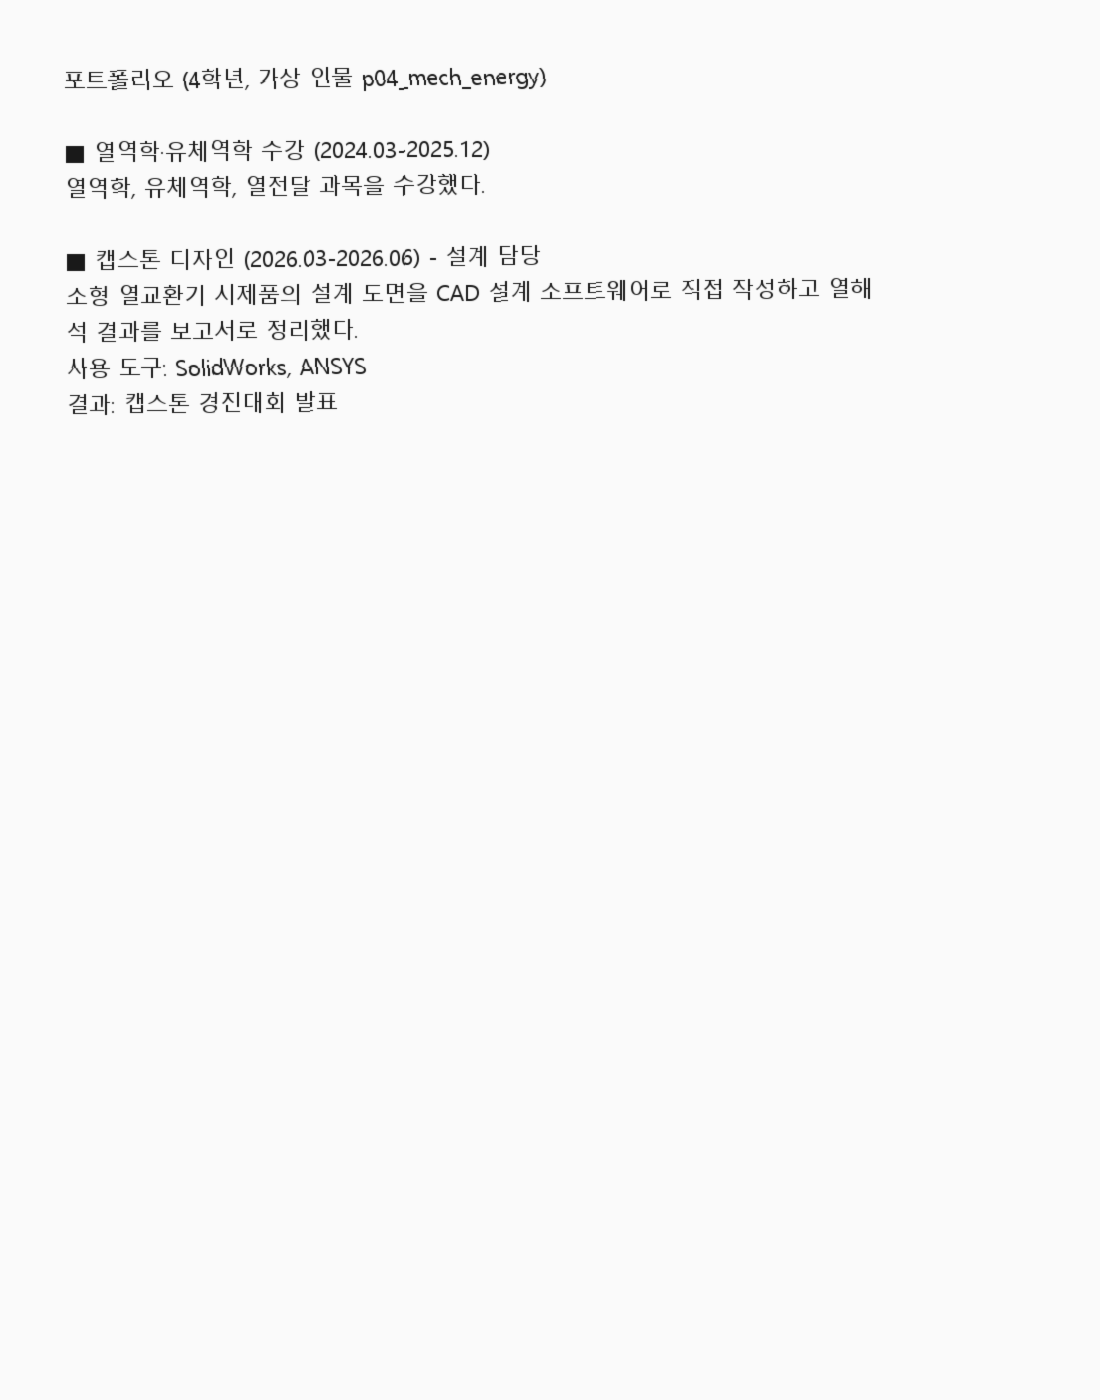 포트폴리오 (4학년, 가상 인물 p04_mech_energy)
■ 열역학·유체역학 수강 (2024.03-2025.12)
열역학, 유체역학, 열전달 과목을 수강했다.
■ 캡스톤 디자인 (2026.03-2026.06) - 설계 담당
소형 열교환기 시제품의 설계 도면을 CAD 설계 소프트웨어로 직접 작성하고 열해
석 결과를 보고서로 정리했다.
사용 도구: SolidWorks, ANSYS
결과: 캡스톤 경진대회 발표